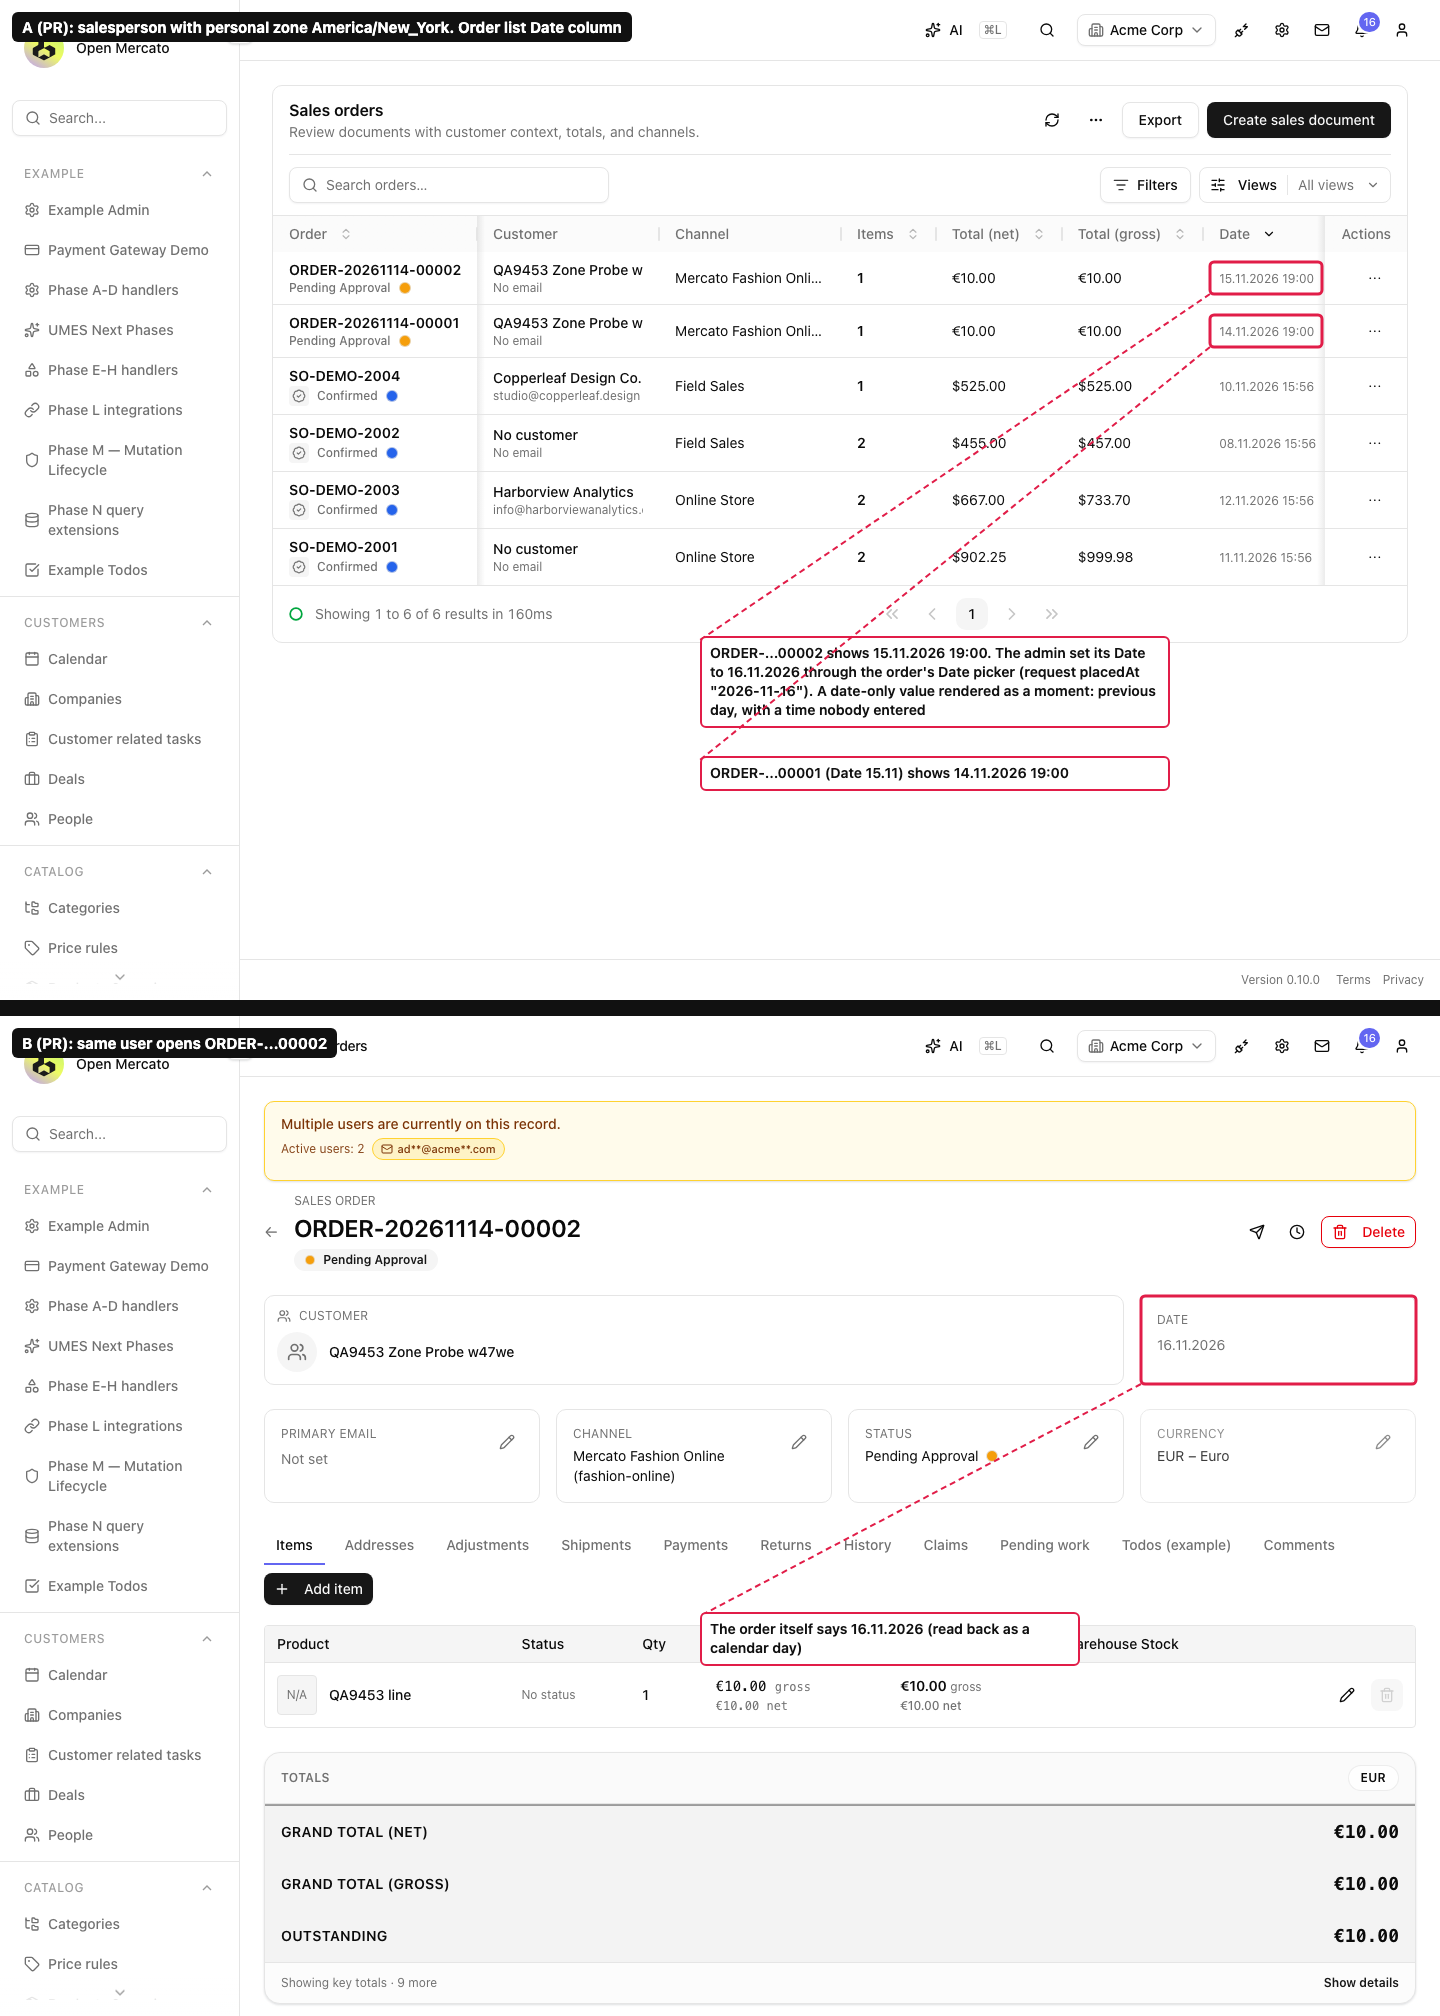 A (PR): salesperson with personal zone America/New_York. Order list Date column
Open Mercato
AI ⌘L
Acme Corp
16
Search...
EXAMPLE
Example Admin
Payment Gateway Demo
Phase A-D handlers
UMES Next Phases
Phase E-H handlers
Phase L integrations
Phase M — Mutation
Lifecycle
Phase N query
extensions
Example Todos
CUSTOMERS
Calendar
Companies
Customer related tasks
Deals
People
CATALOG
Categories
Price rules
Sales orders
Review documents with customer context, totals, and channels.
Export
Create sales document
Search orders...
Filters
Views All views
Order Customer Channel Items Total (net) Total (gross) Date Actions
ORDER-20261114-00002 QA9453 Zone Probe w Mercato Fashion Onli... 1 €10.00 €10.00 15.11.2026 19:00
Pending Approval No email
ORDER-20261114-00001 QA9453 Zone Probe w Mercato Fashion Onli... 1 €10.00 €10.00 14.11.2026 19:00
Pending Approval No email
SO-DEMO-2004 Copperleaf Design Co. Field Sales 1 $525.00 $525.00 10.11.2026 15:56
Confirmed studio@copperleaf.design
SO-DEMO-2002 No customer Field Sales 2 $455.00 $457.00 08.11.2026 15:56
Confirmed No email
SO-DEMO-2003 Harborview Analytics Online Store 2 $667.00 $733.70 12.11.2026 15:56
Confirmed info@harborviewanalytics.
SO-DEMO-2001 No customer Online Store 2 $902.25 $999.98 11.11.2026 15:56
Confirmed No email
Showing 1 to 6 of 6 results in 160ms
1
ORDER-...00002 shows 15.11.2026 19:00. The admin set its Date
to 16.11.2026 through the order's Date picker (request placedAt
"2026-11-16"). A date-only value rendered as a moment: previous
day, with a time nobody entered
ORDER-...00001 (Date 15.11) shows 14.11.2026 19:00
Version 0.10.0 Terms Privacy
B (PR): same user opens ORDER-...00002
rders
Open Mercato
AI ⌘L
Acme Corp
16
Search...
EXAMPLE
Example Admin
Payment Gateway Demo
Phase A-D handlers
UMES Next Phases
Phase E-H handlers
Phase L integrations
Phase M — Mutation
Lifecycle
Phase N query
extensions
Example Todos
CUSTOMERS
Calendar
Companies
Customer related tasks
Deals
People
CATALOG
Categories
Price rules
Multiple users are currently on this record.
Active users: 2 ad**@acme**.com
SALES ORDER
ORDER-20261114-00002
Pending Approval
Delete
CUSTOMER
QA9453 Zone Probe w47we
DATE
16.11.2026
PRIMARY EMAIL
Not set
CHANNEL
Mercato Fashion Online
(fashion-online)
STATUS
Pending Approval
CURRENCY
EUR – Euro
Items Addresses Adjustments Shipments Payments Returns History Claims Pending work Todos (example) Comments
Add item
The order itself says 16.11.2026 (read back as a
calendar day)
Product Status Qty arehouse Stock
N/A QA9453 line No status 1 €10.00 gross €10.00 gross
€10.00 net €10.00 net
TOTALS EUR
GRAND TOTAL (NET) €10.00
GRAND TOTAL (GROSS) €10.00
OUTSTANDING €10.00
Showing key totals · 9 more Show details